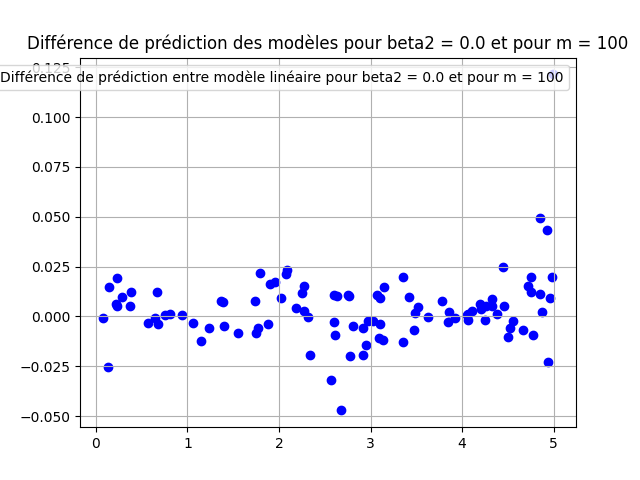 Différence de prédiction des modèles pour beta2 = 0.0 et pour m = 100
Différence de prédiction entre modèle linéaire pour beta2 = 0.0 et pour m = 100
0.125
0.100
0.075
0.050
0.025
0.000
−0.025
−0.050
0 1 2 3 4 5